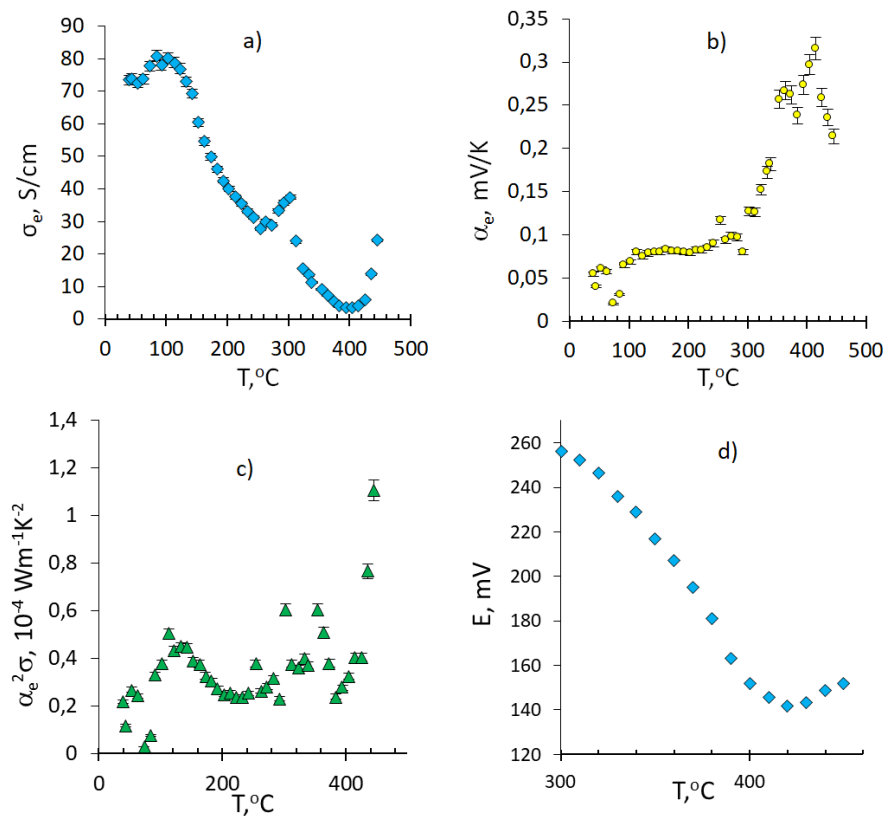 a)
σe, S/cm
90
80
70
60
50
40
30
20
10
0
0 100 200 300 400 500
T,°C
b)
αe, mV/K
0,35
0,3
0,25
0,2
0,15
0,1
0,05
0
0 100 200 300 400 500
T,°C
c)
αe²σ, 10⁻⁴ Wm⁻¹K⁻²
1,4
1,2
1
0,8
0,6
0,4
0,2
0
0 200 400
T,°C
d)
E, mV
260
240
220
200
180
160
140
120
300 400
T,°C